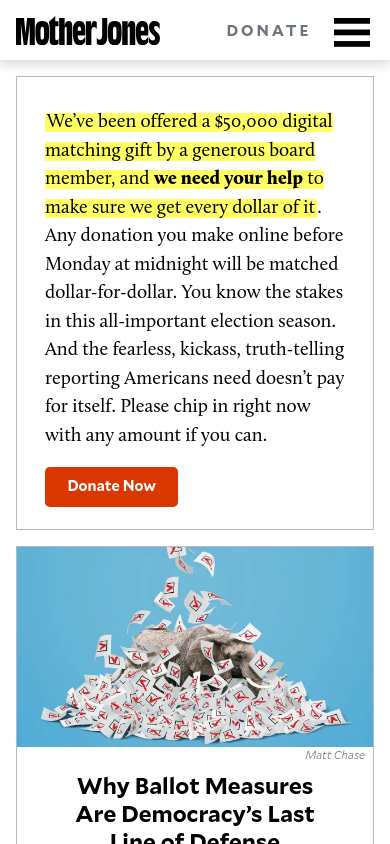 Mother Jones
DONATE
We've been offered a $50,000 digital
matching gift by a generous board
member, and we need your help to
make sure we get every dollar of it.
Any donation you make online before
Monday at midnight will be matched
dollar-for-dollar. You know the stakes
in this all-important election season.
And the fearless, kickass, truth-telling
reporting Americans need doesn't pay
for itself. Please chip in right now
with any amount if you can.
Donate Now
Matt Chase
Why Ballot Measures
Are Democracy's Last
Line of Defense